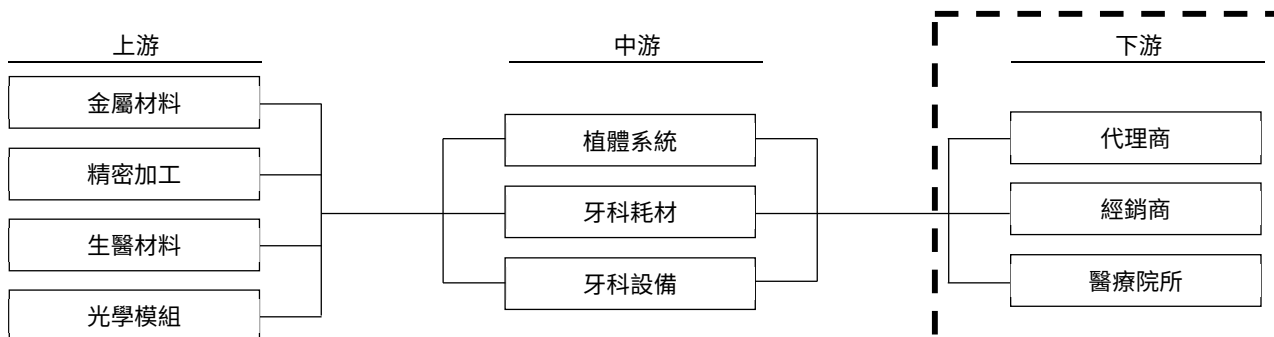 上游
中游
下游
金屬材料
精密加工
生醫材料
光學模組
植體系統
牙科耗材
牙科設備
代理商
經銷商
醫療院所